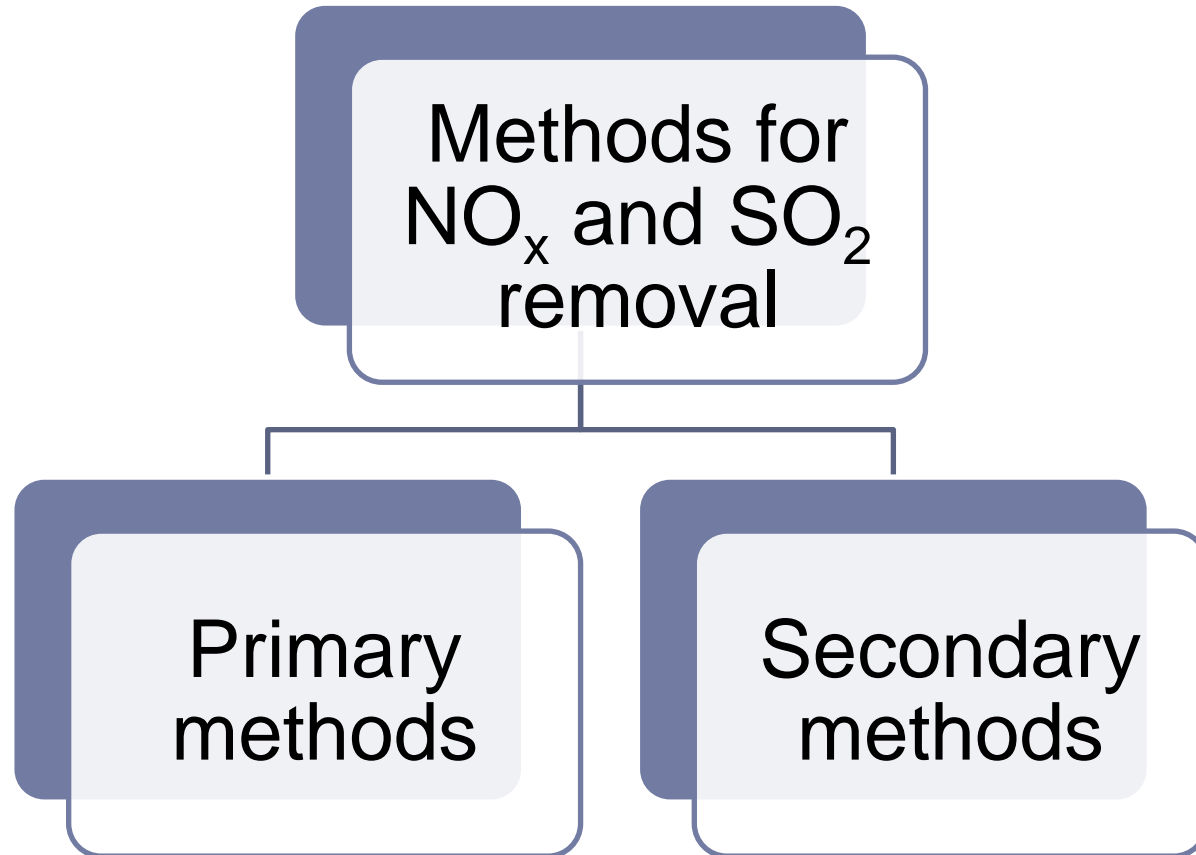 Methods for
NOₓ and SO₂
removal
Primary
methods
Secondary
methods